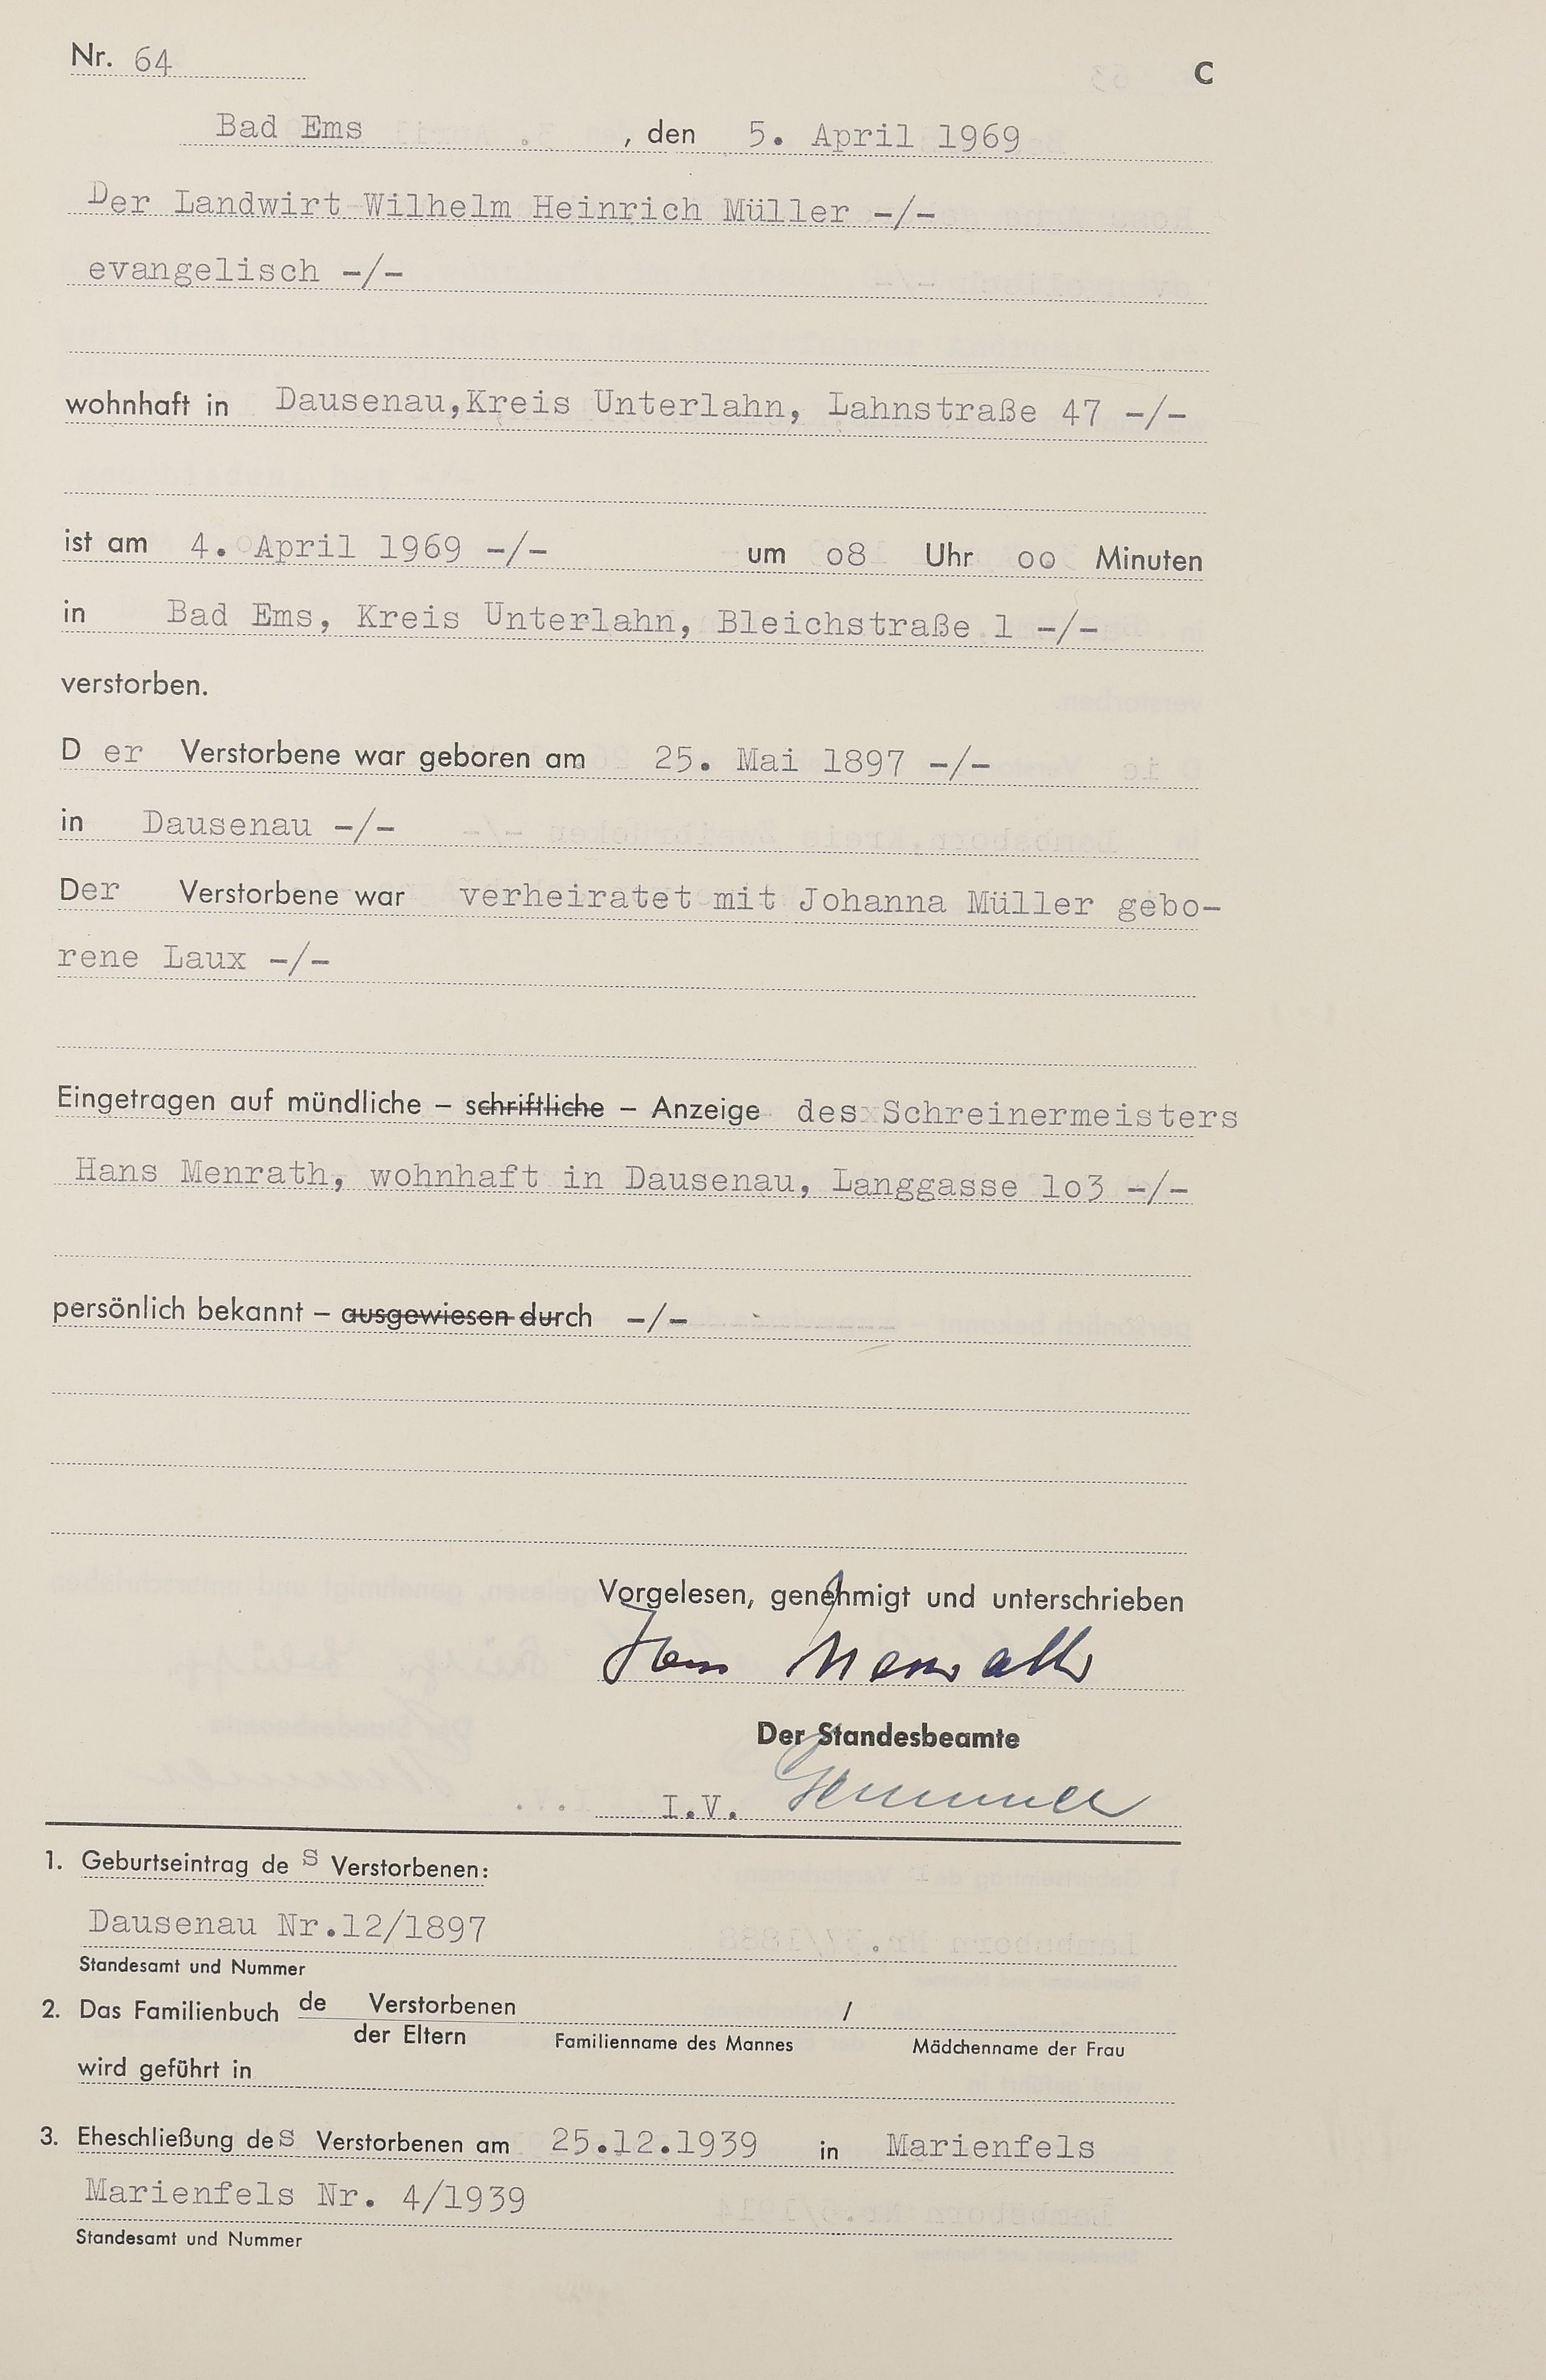 Nr. 64
C
Bad Ems , den 5. April 1969
Der Landwirt Wilhelm Heinrich Müller -/-
evangelisch -/-
wohnhaft in Dausenau,Kreis Unterlahn, Lahnstraße 47 -/-
ist am 4. April 1969 -/- um o8 Uhr oo Minuten
in Bad Ems, Kreis Unterlahn, Bleichstraße 1 -/-
verstorben.
D er Verstorbene war geboren am 25. Mai 1897 -/-
in Dausenau -/-
Der Verstorbene war verheiratet mit Johanna Müller gebo-
rene Laux -/-
Eingetragen auf mündliche – schriftliche – Anzeige des Schreinermeisters
Hans Menrath, wohnhaft in Dausenau, Langgasse 1o3 -/-
persönlich bekannt – ausgewiesen durch -/-
Vorgelesen, genehmigt und unterschrieben
Hans Menrath
Der Standesbeamte
I.V.
1. Geburtseintrag de s Verstorbenen:
Dausenau Nr.12/1897
Standesamt und Nummer
2. Das Familienbuch de Verstorbenen /
der Eltern Familienname des Mannes Mädchenname der Frau
wird geführt in
3. Eheschließung des Verstorbenen am 25.12.1939 in Marienfels
Marienfels Nr. 4/1939
Standesamt und Nummer